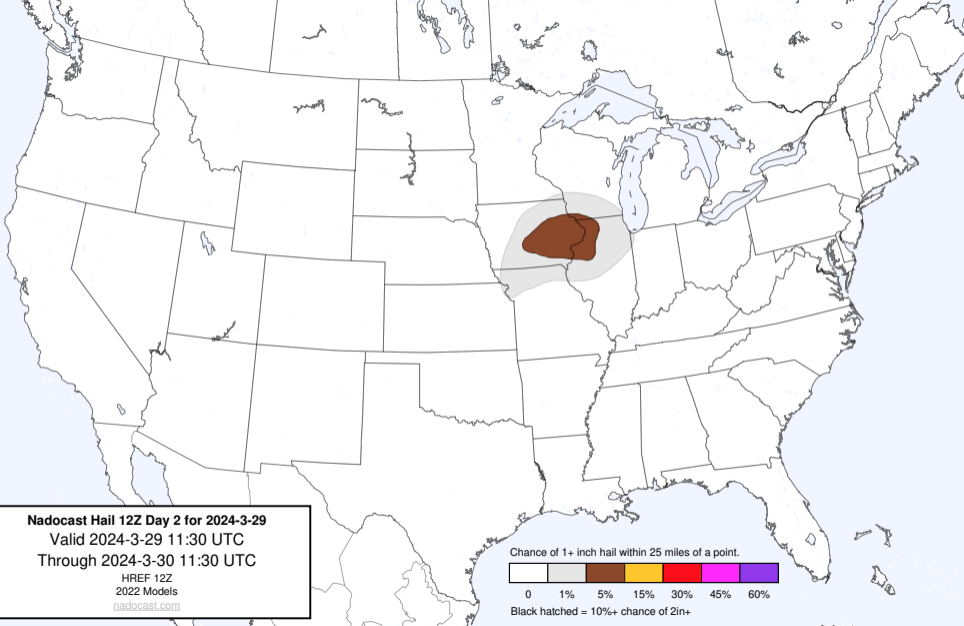 Nadocast Hail 12Z Day 2 for 2024-3-29
Valid 2024-3-29 11:30 UTC
Through 2024-3-30 11:30 UTC
HREF 12Z
2022 Models
nadocast.com
Chance of 1+ inch hail within 25 miles of a point.
0 1% 5% 15% 30% 45% 60%
Black hatched = 10%+ chance of 2in+